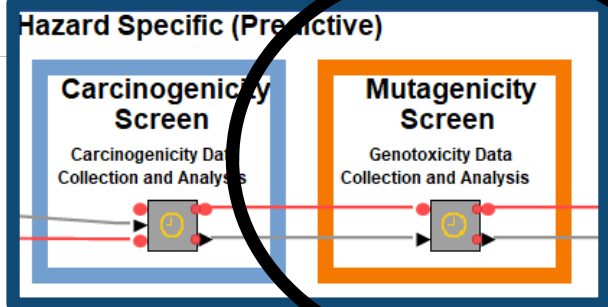 Hazard Specific (Predictive)
Carcinogenicity
Screen
Carcinogenicity Data
Collection and Analysis
Mutagenicity
Screen
Genotoxicity Data
Collection and Analysis